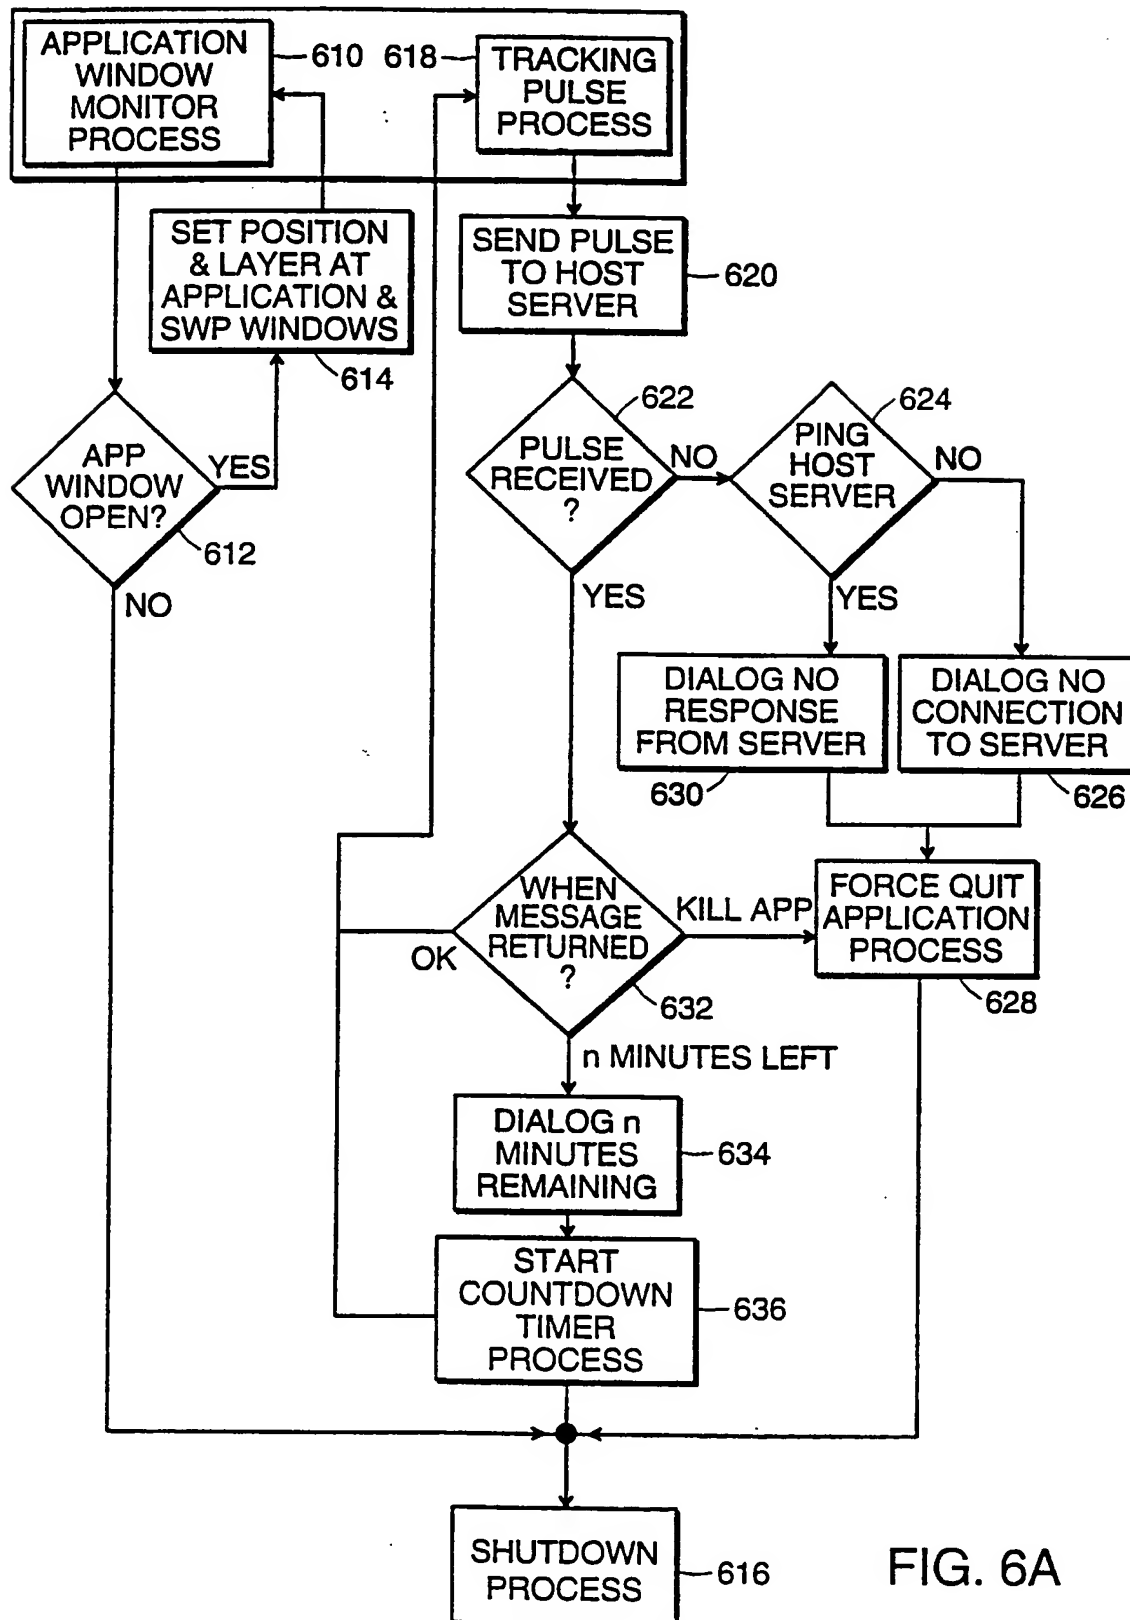 APPLICATION
WINDOW
MONITOR
PROCESS
610
618
TRACKING
PULSE
PROCESS
SET POSITION
& LAYER AT
APPLICATION &
SWP WINDOWS
614
SEND PULSE
TO HOST
SERVER
620
APP
WINDOW
OPEN?
YES
612
NO
PULSE
RECEIVED
?
622
NO
YES
PING
HOST
SERVER
624
NO
YES
DIALOG NO
RESPONSE
FROM SERVER
630
DIALOG NO
CONNECTION
TO SERVER
626
WHEN
MESSAGE
RETURNED
?
OK
632
KILL APP
FORCE QUIT
APPLICATION
PROCESS
628
n MINUTES LEFT
DIALOG n
MINUTES
REMAINING
634
START
COUNTDOWN
TIMER
PROCESS
636
SHUTDOWN
PROCESS
616
FIG. 6A